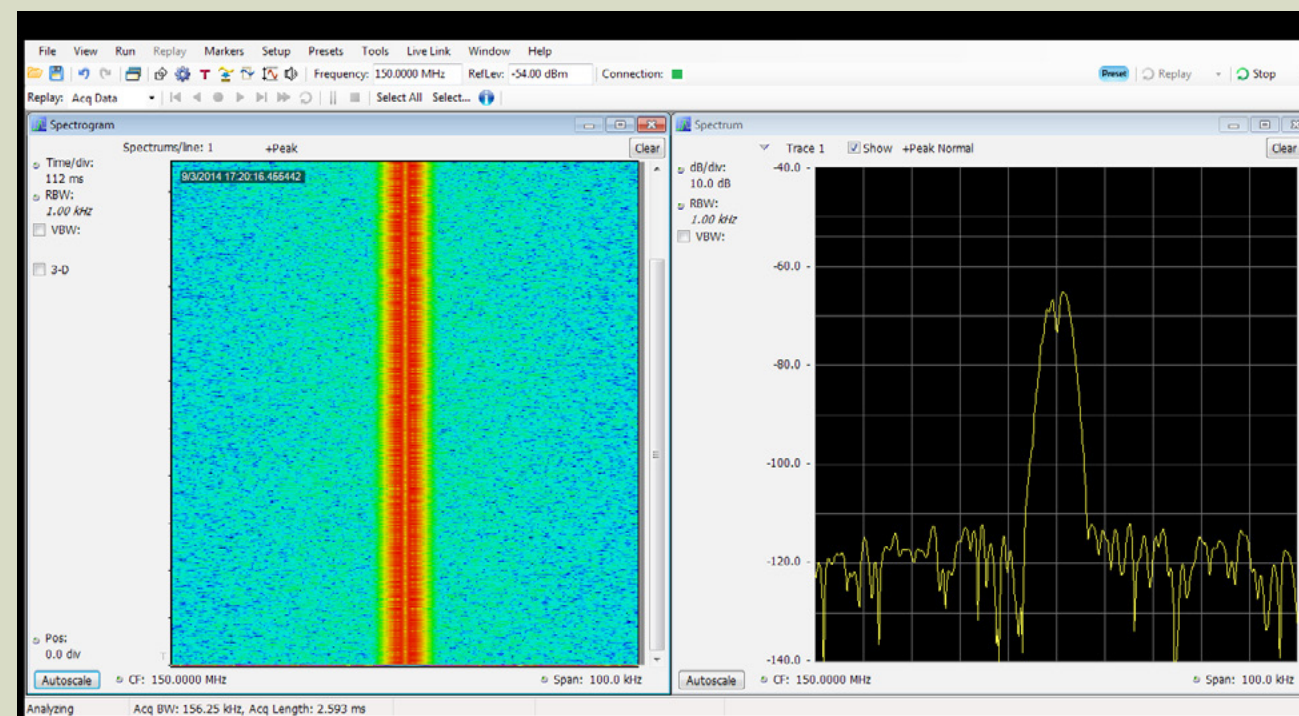 File View Run Replay Markers Setup Presets Tools Live Link Window Help
Frequency: 150.0000 MHz RefLev: -54.00 dBm Connection: Preset Replay Stop
Replay: Acq Data Select All Select...
Spectrogram
Spectrums/line: 1 +Peak Clear
Time/div:
112 ms
RBW:
1.00 kHz
VBW:
3-D
9/3/2014 17:20:16.455442
Pos:
0.0 div
T
Autoscale CF: 150.0000 MHz Span: 100.0 kHz
Spectrum
Trace 1 Show +Peak Normal Clear
dB/div:
10.0 dB
RBW:
1.00 kHz
VBW:
-40.0
-60.0
-80.0
-100.0
-120.0
-140.0
Autoscale CF: 150.0000 MHz Span: 100.0 kHz
Analyzing Acq BW: 156.25 kHz, Acq Length: 2.593 ms